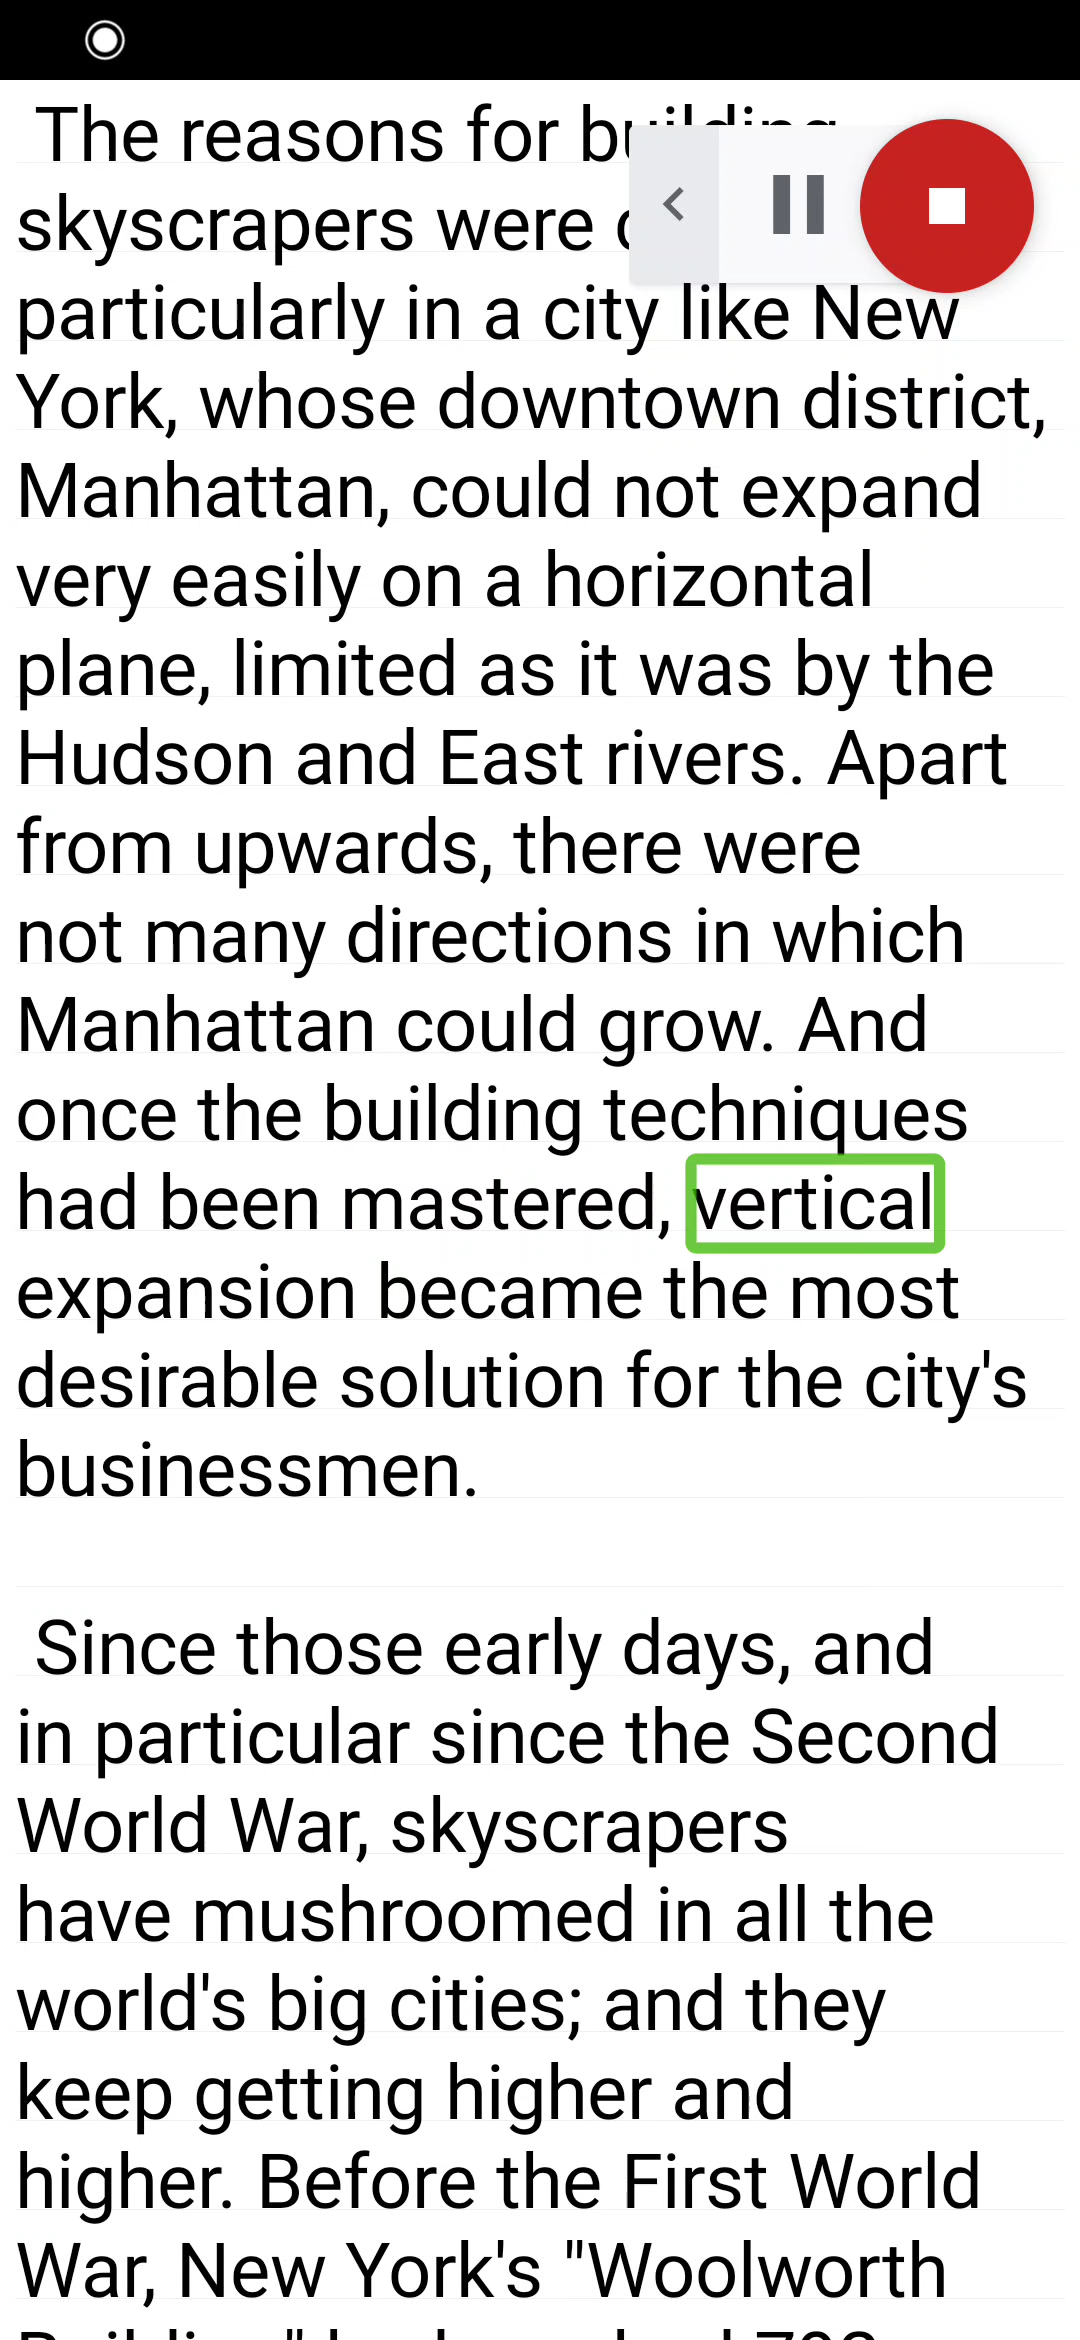 The reasons for building
skyscrapers were
particularly in a city like New
York, whose downtown district,
Manhattan, could not expand
very easily on a horizontal
plane, limited as it was by the
Hudson and East rivers. Apart
from upwards, there were
not many directions in which
Manhattan could grow. And
once the building techniques
had been mastered, vertical
expansion became the most
desirable solution for the city's
businessmen.
Since those early days, and
in particular since the Second
World War, skyscrapers
have mushroomed in all the
world's big cities; and they
keep getting higher and
higher. Before the First World
War, New York's "Woolworth